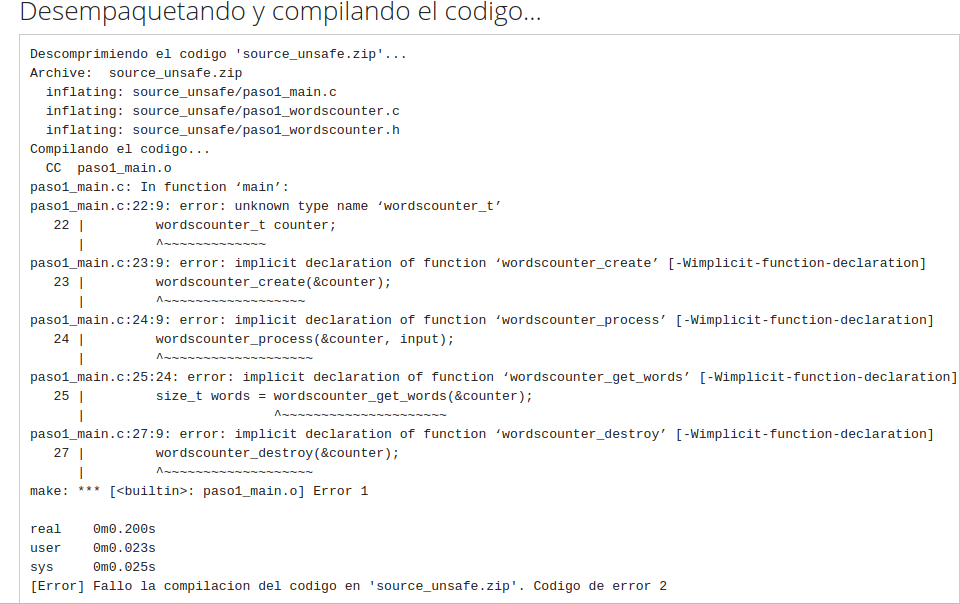 Desempaquetando y compilando el codigo...
Descomprimiendo el codigo 'source_unsafe.zip'...
Archive:  source_unsafe.zip
  inflating: source_unsafe/paso1_main.c
  inflating: source_unsafe/paso1_wordscounter.c
  inflating: source_unsafe/paso1_wordscounter.h
Compilando el codigo...
  CC  paso1_main.o
paso1_main.c: In function ‘main’:
paso1_main.c:22:9: error: unknown type name ‘wordscounter_t’
   22 |         wordscounter_t counter;
      |         ^~~~~~~~~~~~~~
paso1_main.c:23:9: error: implicit declaration of function ‘wordscounter_create’ [-Wimplicit-function-declaration]
   23 |         wordscounter_create(&counter);
      |         ^~~~~~~~~~~~~~~~~~~
paso1_main.c:24:9: error: implicit declaration of function ‘wordscounter_process’ [-Wimplicit-function-declaration]
   24 |         wordscounter_process(&counter, input);
      |         ^~~~~~~~~~~~~~~~~~~~
paso1_main.c:25:24: error: implicit declaration of function ‘wordscounter_get_words’ [-Wimplicit-function-declaration]
   25 |         size_t words = wordscounter_get_words(&counter);
      |                        ^~~~~~~~~~~~~~~~~~~~~~
paso1_main.c:27:9: error: implicit declaration of function ‘wordscounter_destroy’ [-Wimplicit-function-declaration]
   27 |         wordscounter_destroy(&counter);
      |         ^~~~~~~~~~~~~~~~~~~~
make: *** [<builtin>: paso1_main.o] Error 1
real    0m0.200s
user    0m0.023s
sys     0m0.025s
[Error] Fallo la compilacion del codigo en 'source_unsafe.zip'. Codigo de error 2